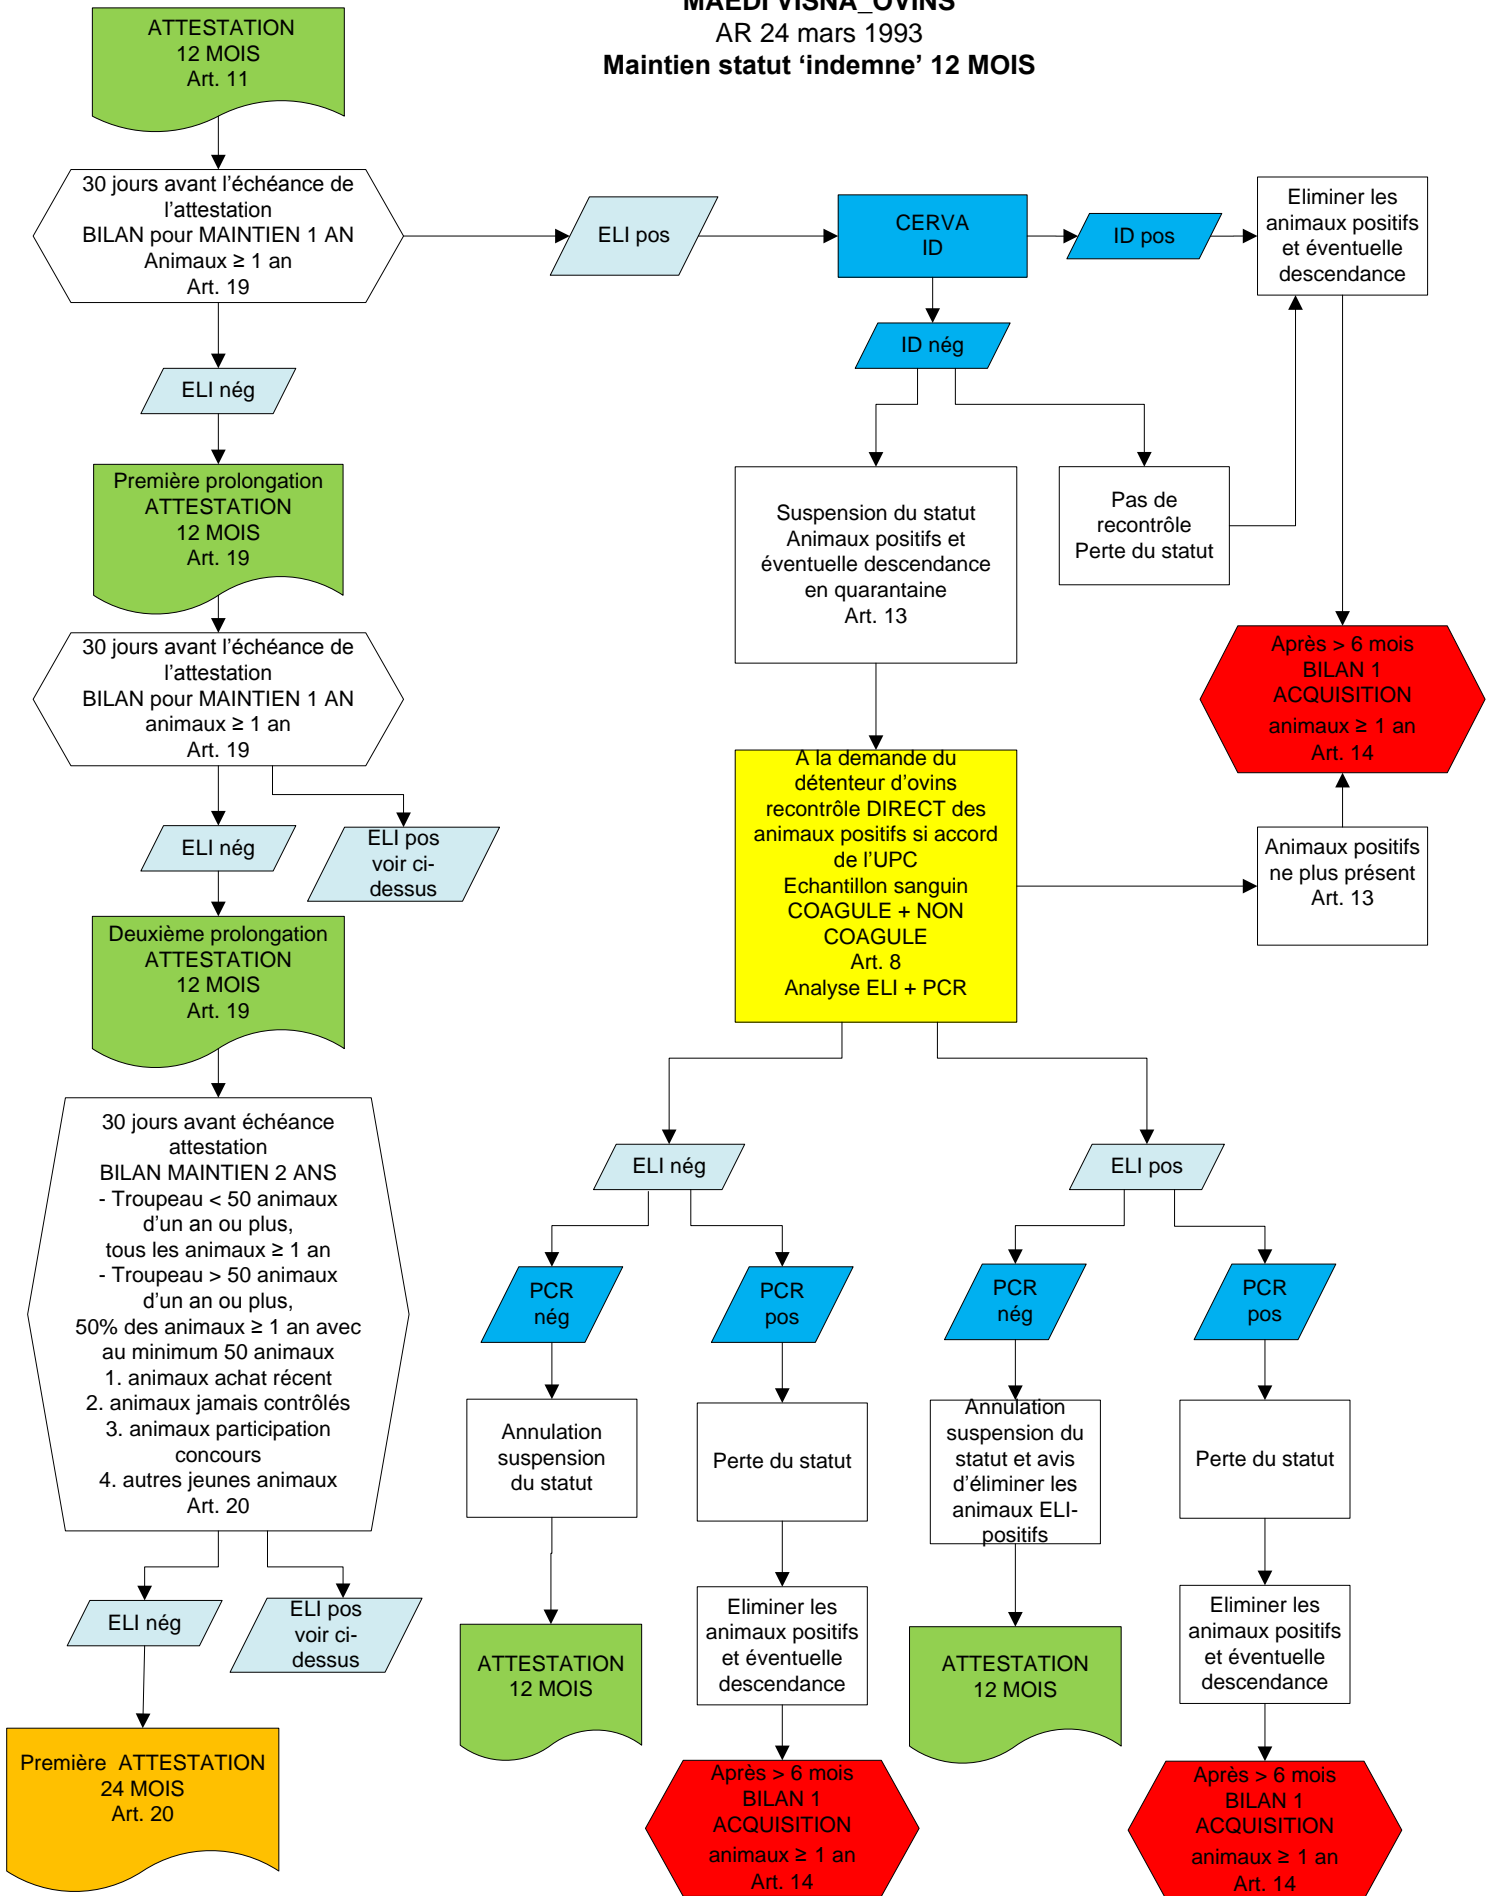 MAEDI VISNA_OVINS
AR 24 mars 1993
Maintien statut ‘indemne’ 12 MOIS
ATTESTATION
12 MOIS
Art. 11
30 jours avant l’échéance de
l’attestation
BILAN pour MAINTIEN 1 AN
Animaux ≥ 1 an
Art. 19
ELI pos
CERVA
ID
ID pos
Eliminer les
animaux positifs
et éventuelle
descendance
ID nég
ELI nég
Première prolongation
ATTESTATION
12 MOIS
Art. 19
Suspension du statut
Animaux positifs et
éventuelle descendance
en quarantaine
Art. 13
Pas de
recontrôle
Perte du statut
30 jours avant l’échéance de
l’attestation
BILAN pour MAINTIEN 1 AN
animaux ≥ 1 an
Art. 19
Après > 6 mois
BILAN 1
ACQUISITION
animaux ≥ 1 an
Art. 14
ELI nég
ELI pos
voir ci-
dessus
A la demande du
détenteur d’ovins
recontrôle DIRECT des
animaux positifs si accord
de l’UPC
Echantillon sanguin
COAGULE + NON
COAGULE
Art. 8
Analyse ELI + PCR
Animaux positifs
ne plus présent
Art. 13
Deuxième prolongation
ATTESTATION
12 MOIS
Art. 19
30 jours avant échéance
attestation
BILAN MAINTIEN 2 ANS
- Troupeau < 50 animaux
d’un an ou plus,
tous les animaux ≥ 1 an
- Troupeau > 50 animaux
d’un an ou plus,
50% des animaux ≥ 1 an avec
au minimum 50 animaux
1. animaux achat récent
2. animaux jamais contrôlés
3. animaux participation
concours
4. autres jeunes animaux
Art. 20
ELI nég
ELI pos
PCR
nég
PCR
pos
PCR
nég
PCR
pos
Annulation
suspension
du statut
Perte du statut
Annulation
suspension du
statut et avis
d’éliminer les
animaux ELI-
positifs
Perte du statut
ELI nég
ELI pos
voir ci-
dessus
ATTESTATION
12 MOIS
Eliminer les
animaux positifs
et éventuelle
descendance
ATTESTATION
12 MOIS
Eliminer les
animaux positifs
et éventuelle
descendance
Première  ATTESTATION
24 MOIS
Art. 20
Après > 6 mois
BILAN 1
ACQUISITION
animaux ≥ 1 an
Art. 14
Après > 6 mois
BILAN 1
ACQUISITION
animaux ≥ 1 an
Art. 14